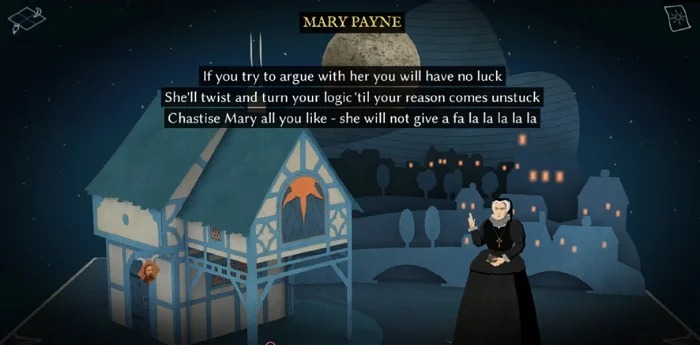 MARY PAYNE
If you try to argue with her you will have no luck
She'll twist and turn your logic 'til your reason comes unstuck
Chastise Mary all you like - she will not give a fa la la la la la